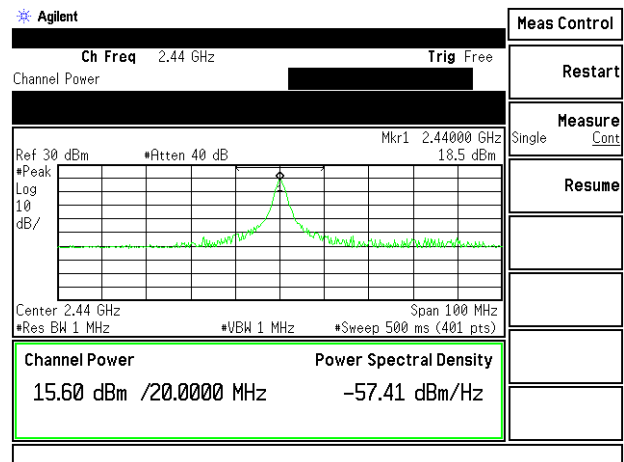 Agilent
Meas Control
Ch Freq 2.44 GHz Trig Free
Channel Power
Restart
Measure
Single Cont
Resume
Mkr1 2.44000 GHz
Ref 30 dBm #Atten 40 dB 18.5 dBm
#Peak
Log
10
dB/
Center 2.44 GHz Span 100 MHz
#Res BW 1 MHz #VBW 1 MHz #Sweep 500 ms (401 pts)
Channel Power Power Spectral Density
15.60 dBm /20.0000 MHz -57.41 dBm/Hz